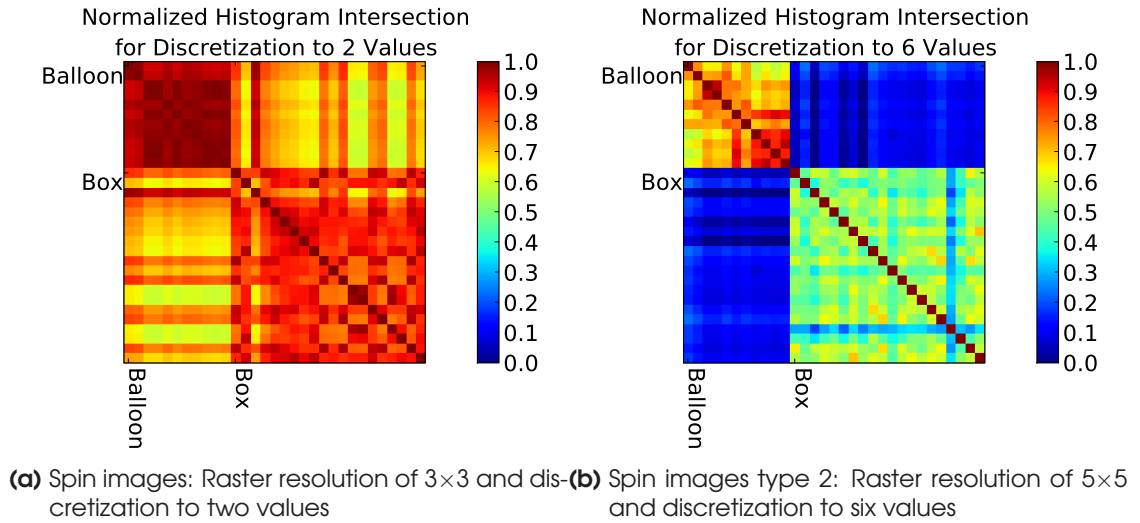 Normalized Histogram Intersection
for Discretization to 2 Values
Balloon
Box
Balloon
Box
1.0
0.9
0.8
0.7
0.6
0.5
0.4
0.3
0.2
0.1
0.0
(a) Spin images: Raster resolution of 3×3 and dis-
cretization to two values
Normalized Histogram Intersection
for Discretization to 6 Values
Balloon
Box
Balloon
Box
1.0
0.9
0.8
0.7
0.6
0.5
0.4
0.3
0.2
0.1
0.0
(b) Spin images type 2: Raster resolution of 5×5
and discretization to six values